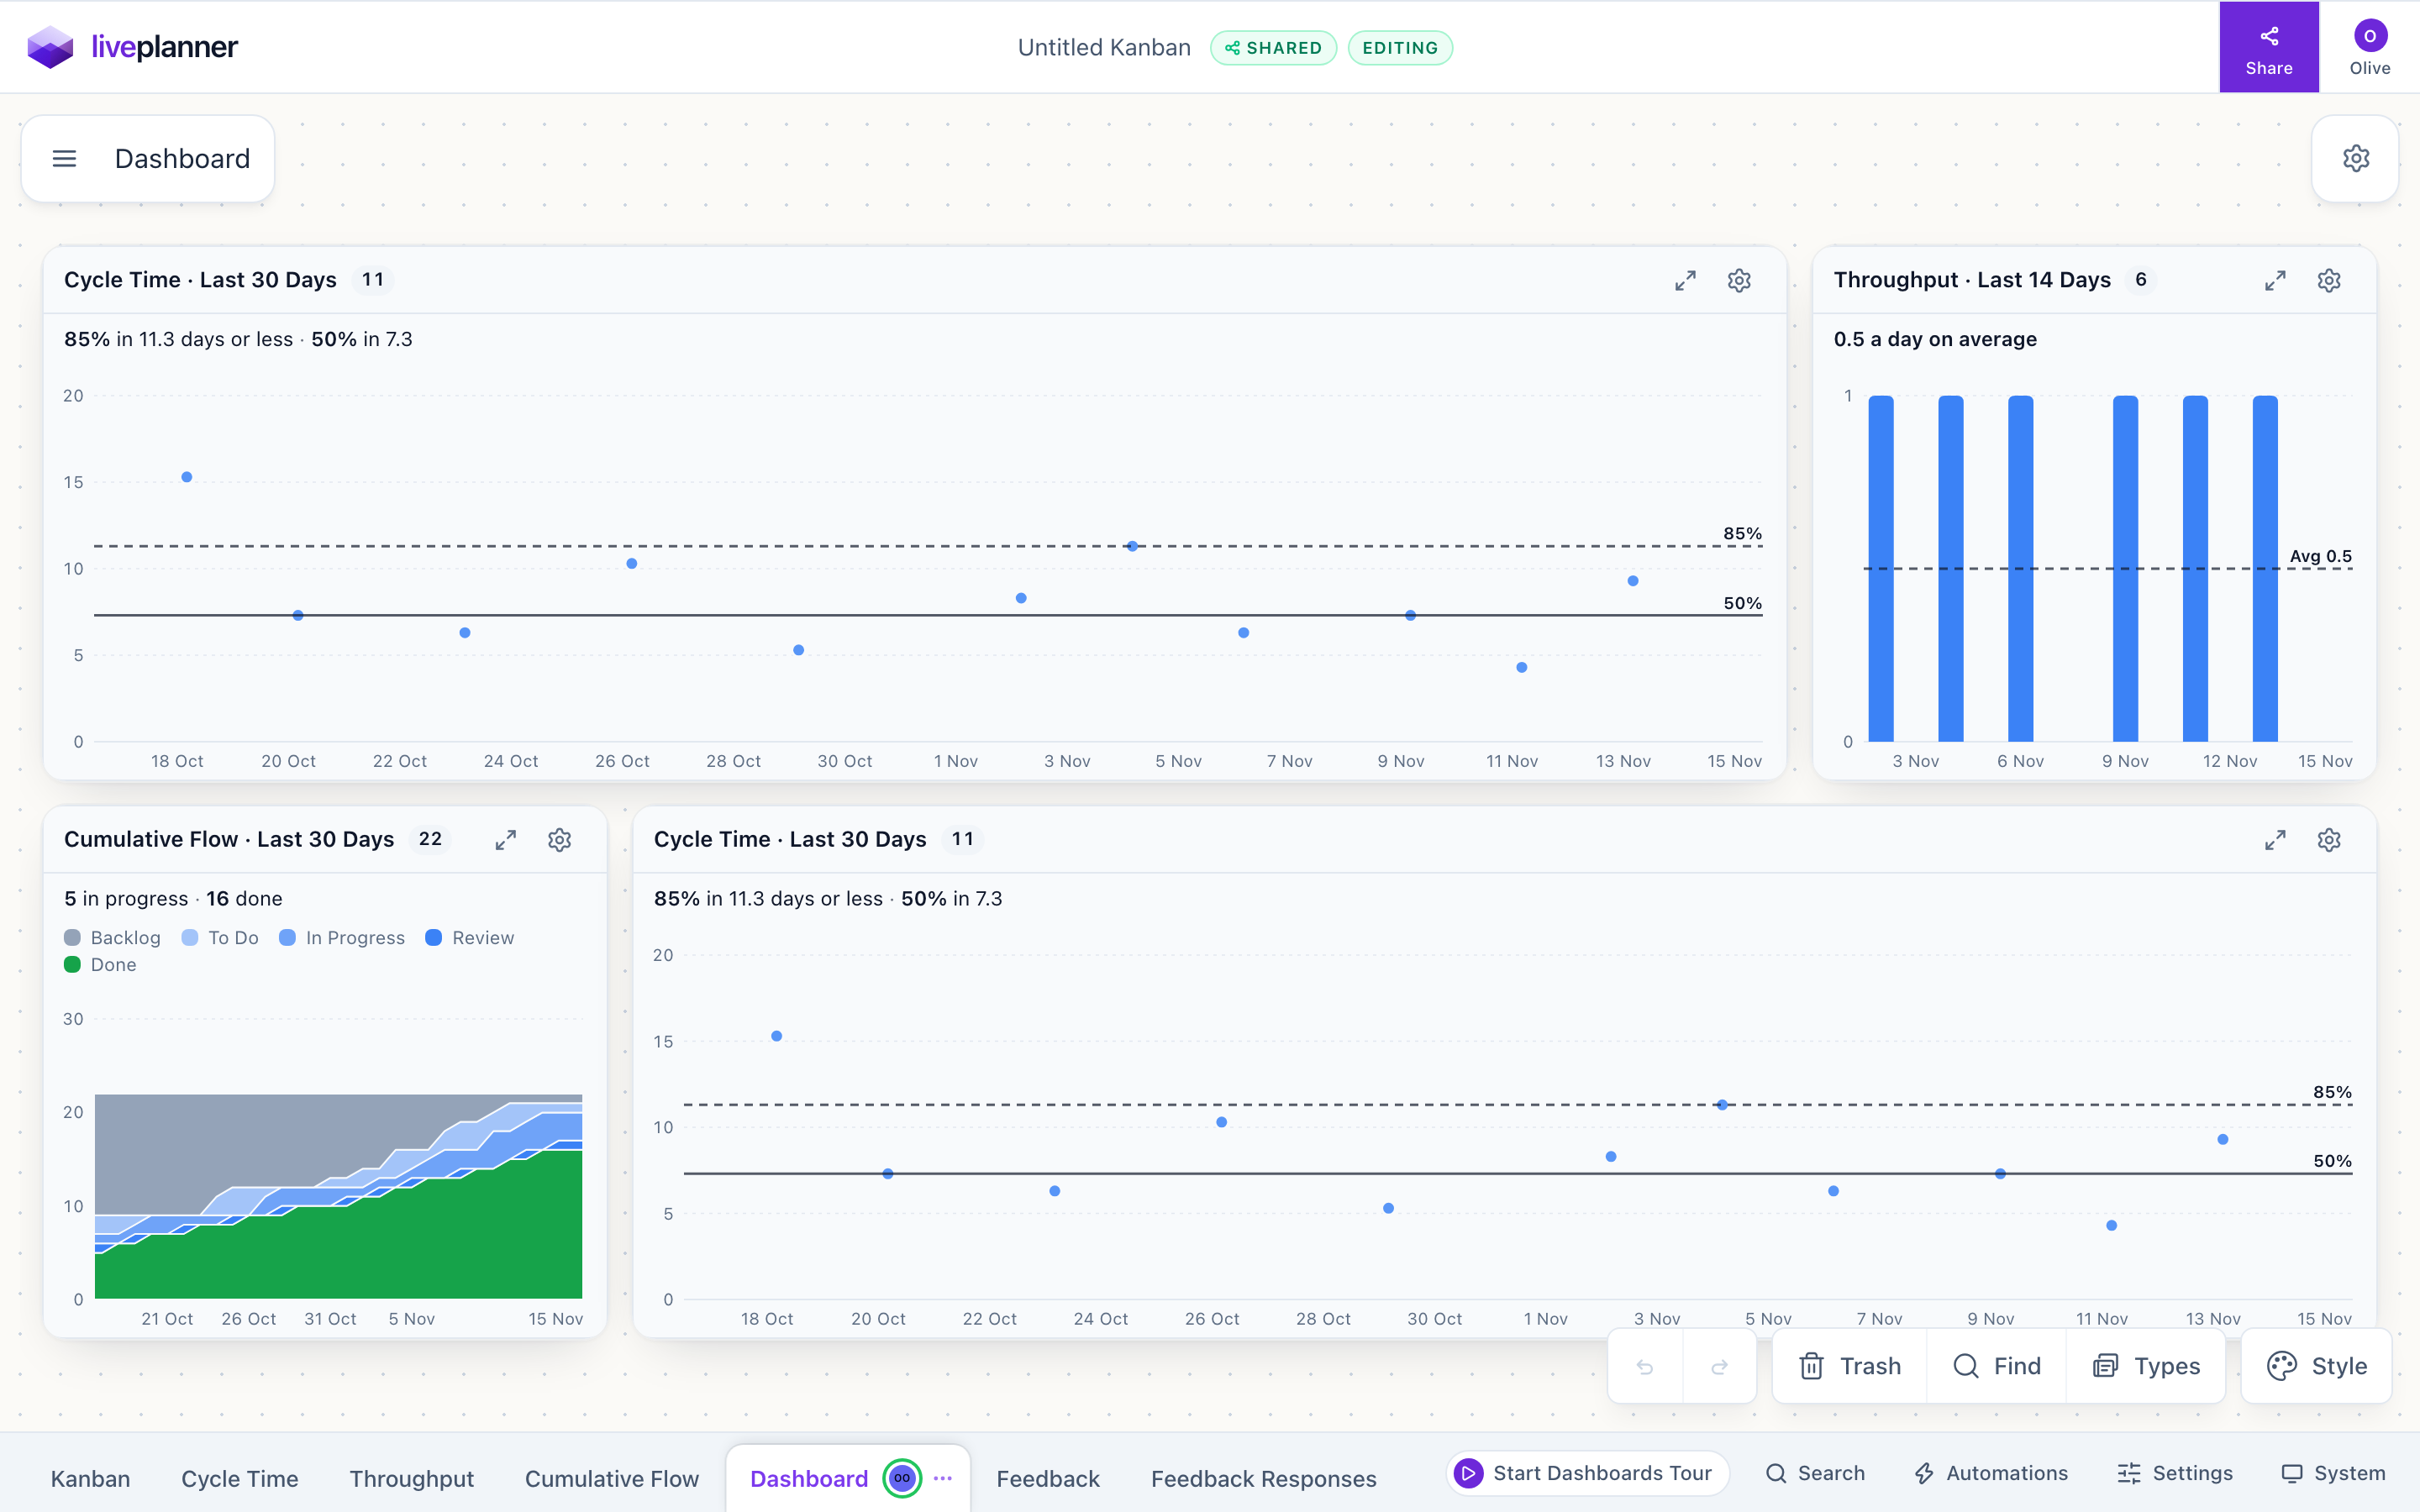 liveplanner
Untitled Kanban
SHARED
EDITING
Share
O
Olive
Dashboard
Cycle Time · Last 30 Days 11
85% in 11.3 days or less · 50% in 7.3
20
15
10
5
0
85%
50%
18 Oct 20 Oct 22 Oct 24 Oct 26 Oct 28 Oct 30 Oct 1 Nov 3 Nov 5 Nov 7 Nov 9 Nov 11 Nov 13 Nov 15 Nov
Throughput · Last 14 Days 6
0.5 a day on average
1
Avg 0.5
0
3 Nov 6 Nov 9 Nov 12 Nov 15 Nov
Cumulative Flow · Last 30 Days 22
5 in progress · 16 done
Backlog To Do In Progress Review
Done
30
20
10
0
21 Oct 26 Oct 31 Oct 5 Nov 15 Nov
Cycle Time · Last 30 Days 11
85% in 11.3 days or less · 50% in 7.3
20
15
10
5
0
85%
50%
18 Oct 20 Oct 22 Oct 24 Oct 26 Oct 28 Oct 30 Oct 1 Nov 3 Nov 5 Nov 7 Nov 9 Nov 11 Nov 13 Nov 15 Nov
Trash Find Types Style
Kanban Cycle Time Throughput Cumulative Flow Dashboard OO Feedback Feedback Responses Start Dashboards Tour Search Automations Settings System